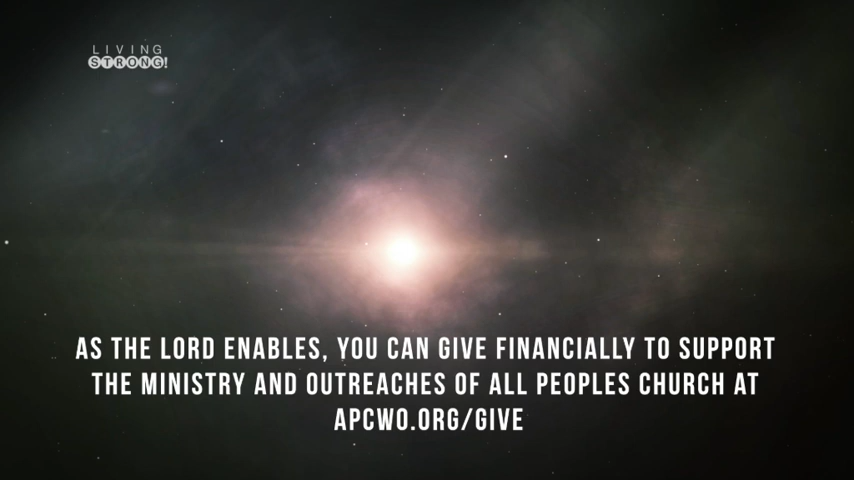 LIVING
STRONG!
AS THE LORD ENABLES, YOU CAN GIVE FINANCIALLY TO SUPPORT
THE MINISTRY AND OUTREACHES OF ALL PEOPLES CHURCH AT
APCWO.ORG/GIVE